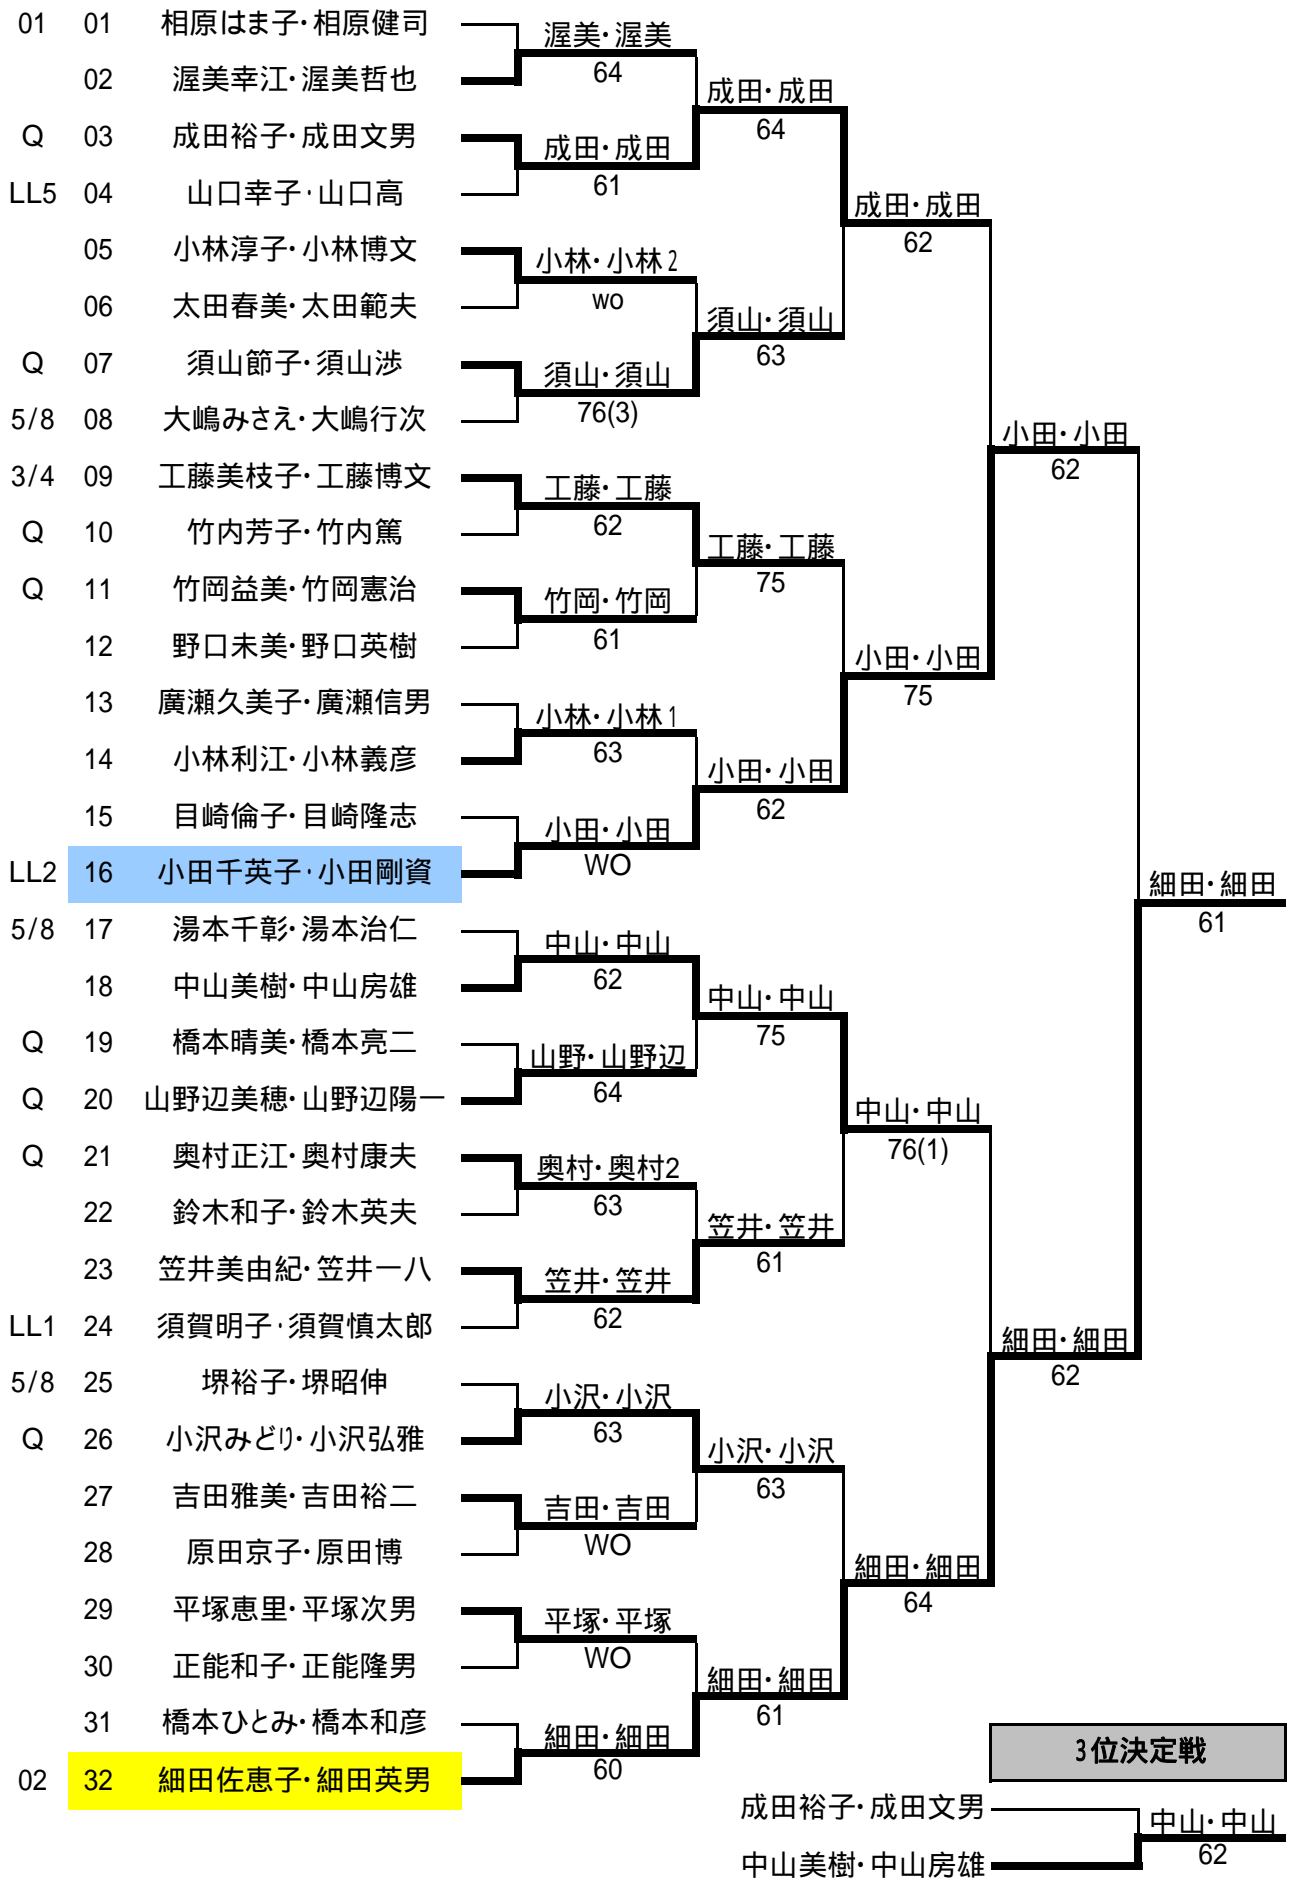 01 01 相原はま子・相原健司
渥美・渥美
64
02 渥美幸江・渥美哲也
成田・成田
64
Q 03 成田裕子・成田文男
成田・成田
61
LL5 04 山口幸子・山口高
成田・成田
62
05 小林淳子・小林博文
小林・小林2
wo
06 太田春美・太田範夫
須山・須山
63
Q 07 須山節子・須山渉
須山・須山
76(3)
5/8 08 大嶋みさえ・大嶋行次
小田・小田
62
3/4 09 工藤美枝子・工藤博文
工藤・工藤
62
Q 10 竹内芳子・竹内篤
工藤・工藤
75
Q 11 竹岡益美・竹岡憲治
竹岡・竹岡
61
12 野口未美・野口英樹
小田・小田
75
13 廣瀬久美子・廣瀬信男
小林・小林1
63
14 小林利江・小林義彦
小田・小田
62
15 目崎倫子・目崎隆志
小田・小田
WO
LL2 16 小田千英子・小田剛資
細田・細田
61
5/8 17 湯本千彰・湯本治仁
中山・中山
62
18 中山美樹・中山房雄
中山・中山
75
Q 19 橋本晴美・橋本亮二
山野・山野辺
64
Q 20 山野辺美穂・山野辺陽一
中山・中山
76(1)
Q 21 奥村正江・奥村康夫
奥村・奥村2
63
22 鈴木和子・鈴木英夫
笠井・笠井
61
23 笠井美由紀・笠井一八
笠井・笠井
62
LL1 24 須賀明子・須賀慎太郎
細田・細田
62
5/8 25 堺裕子・堺昭伸
小沢・小沢
63
Q 26 小沢みどり・小沢弘雅
小沢・小沢
63
27 吉田雅美・吉田裕二
吉田・吉田
WO
28 原田京子・原田博
細田・細田
64
29 平塚恵里・平塚次男
平塚・平塚
WO
30 正能和子・正能隆男
細田・細田
61
31 橋本ひとみ・橋本和彦
細田・細田
60
02 32 細田佐恵子・細田英男
3位決定戦
成田裕子・成田文男
中山・中山
62
中山美樹・中山房雄